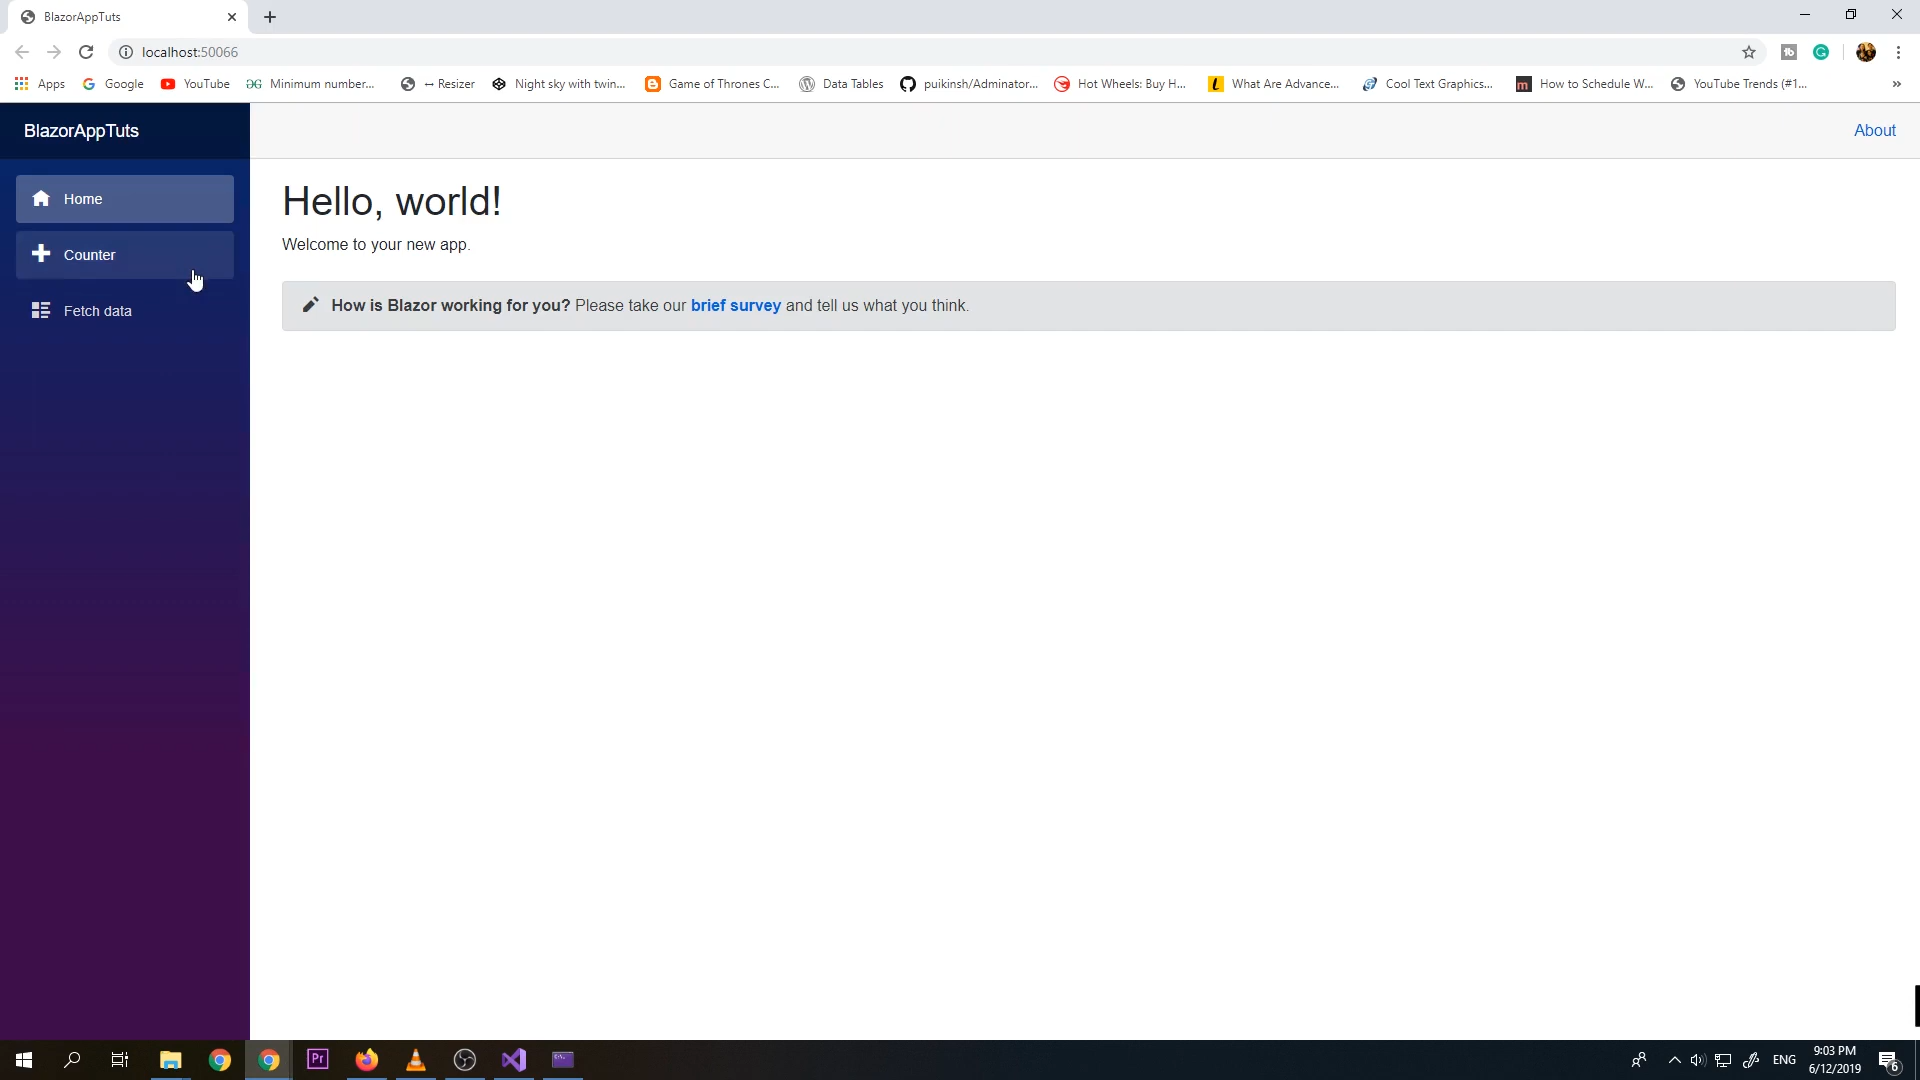 BlazorAppTuts
localhost:50066
Apps Google YouTube Minimum number... ↔ Resizer Night sky with twin... Game of Thrones C... Data Tables puikinsh/Adminator... Hot Wheels: Buy H... What Are Advance... Cool Text Graphics... How to Schedule W... YouTube Trends (#1... »
BlazorAppTuts
About
Home
Counter
Fetch data
Hello, world!
Welcome to your new app.
How is Blazor working for you? Please take our brief survey and tell us what you think.
Pr
ENG
9:03 PM
6/12/2019
6